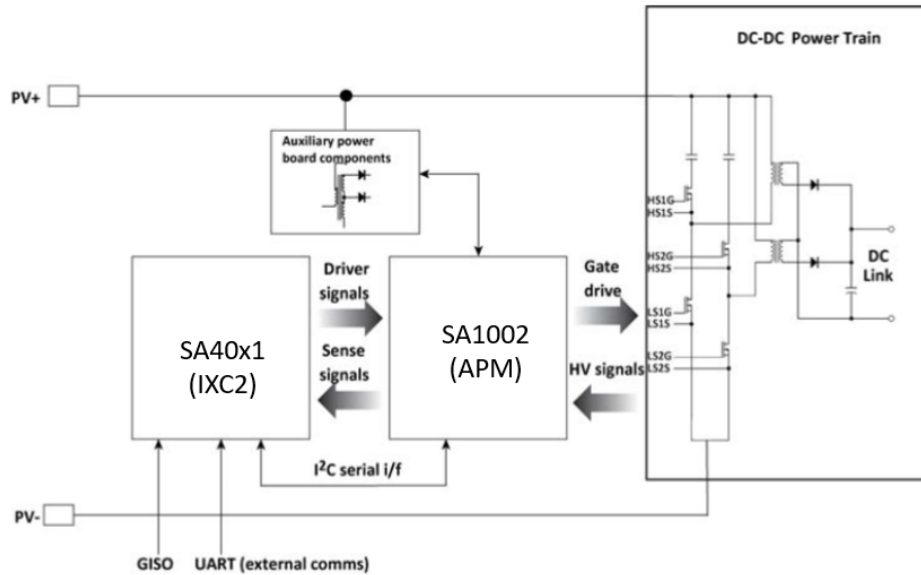 DC-DC Power Train
PV+
Auxiliary power
board components
HS1G
HS1S
HS2G
HS2S
LS1G
LS1S
LS2G
LS2S
DC
Link
Driver
signals
Sense
signals
Gate
drive
HV signals
SA40x1
(IXC2)
SA1002
(APM)
I²C serial i/f
PV-
GISO
UART (external comms)